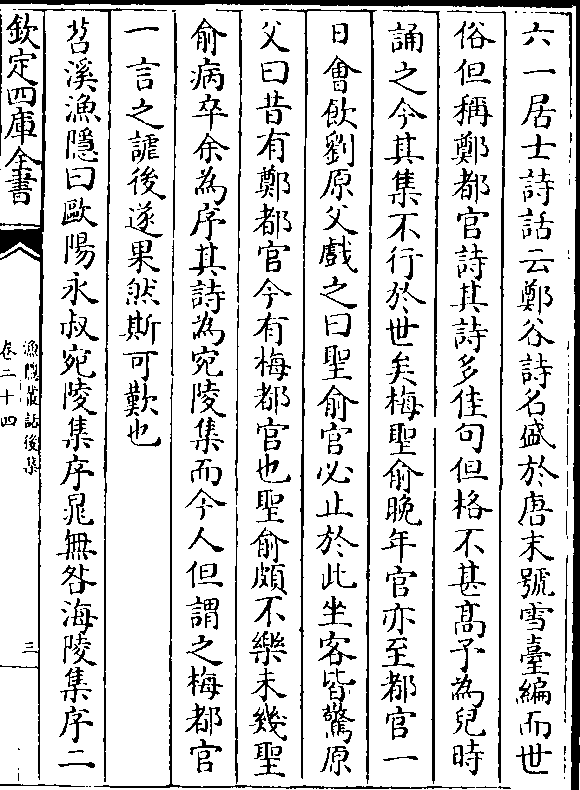 六一居士詩話云鄭谷詩名盛於唐末號雪臺編而世
俗但稱鄭都官詩其詩多佳句但格不甚髙予為兒時
誦之今其集不行於世矣梅聖俞晚年官亦至都官一
日會飲劉原父戲之曰聖俞官必止於此坐客皆驚原
父曰昔有鄭都官今有梅都官也聖俞頗不樂未幾聖
俞病卒余為序其詩為宛陵集而今人但謂之梅都官
一言之謔後遂果然斯可歎也
苕溪漁隱曰歐陽永叔宛陵集序晁無咎海陵集序二
欽定四庫全書
漁隱叢話後集
卷二十四
三